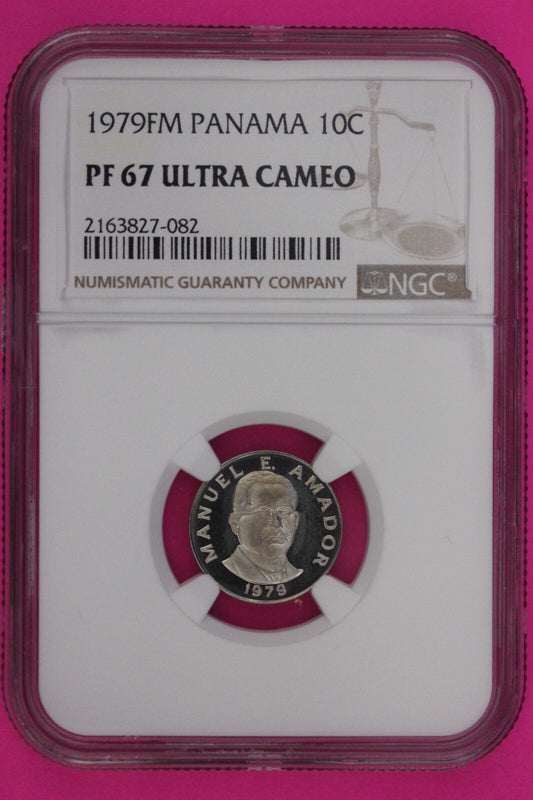 1979FM PANAMA 10C
PF 67 ULTRA CAMEO
2163827-082
NUMISMATIC GUARANTY COMPANY
NGC®
MANUEL E. AMADOR
1979